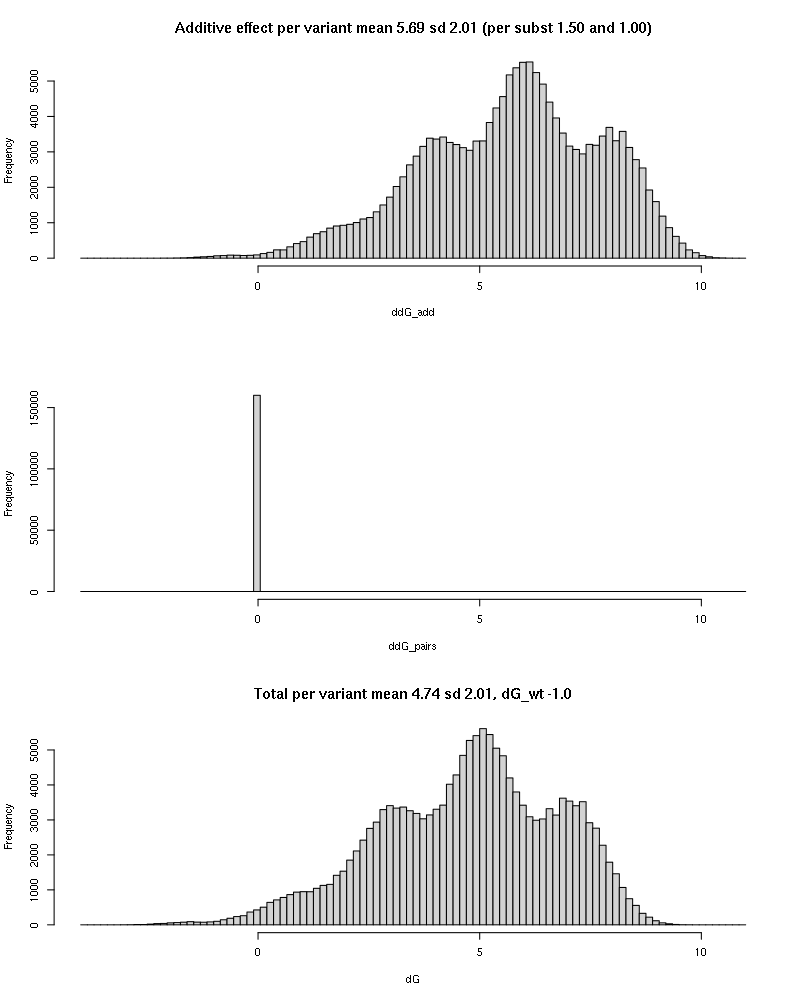 Additive effect per variant mean 5.69 sd 2.01 (per subst 1.50 and 1.00)
Frequency
5000
4000
3000
2000
1000
0
0 5 10
ddG_add
Frequency
150000
100000
50000
0
0 5 10
ddG_pairs
Total per variant mean 4.74 sd 2.01, dG_wt -1.0
Frequency
5000
4000
3000
2000
1000
0
0 5 10
dG